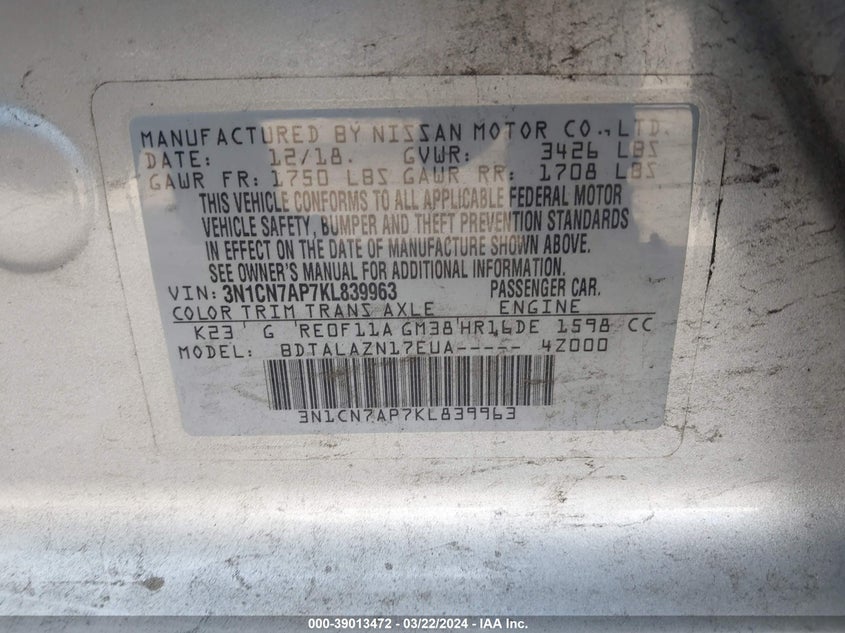 MANUFACTURED BY NISSAN MOTOR CO., LTD.
DATE: 12/18. GVWR: 3426 LBS
GAWR FR: 1750 LBS GAWR RR: 1708 LBS
THIS VEHICLE CONFORMS TO ALL APPLICABLE FEDERAL MOTOR
VEHICLE SAFETY, BUMPER AND THEFT PREVENTION STANDARDS
IN EFFECT ON THE DATE OF MANUFACTURE SHOWN ABOVE.
SEE OWNER'S MANUAL FOR ADDITIONAL INFORMATION.
VIN: 3N1CN7AP7KL839963 PASSENGER CAR.
COLOR TRIM TRANS AXLE ENGINE
K23 G RE0F11A GM38 HR16DE 1598 CC
MODEL: BDTALAZN17EUA----- 4Z000
3N1CN7AP7KL839963
000-39013472 — 03/22/2024 — IAA Inc.